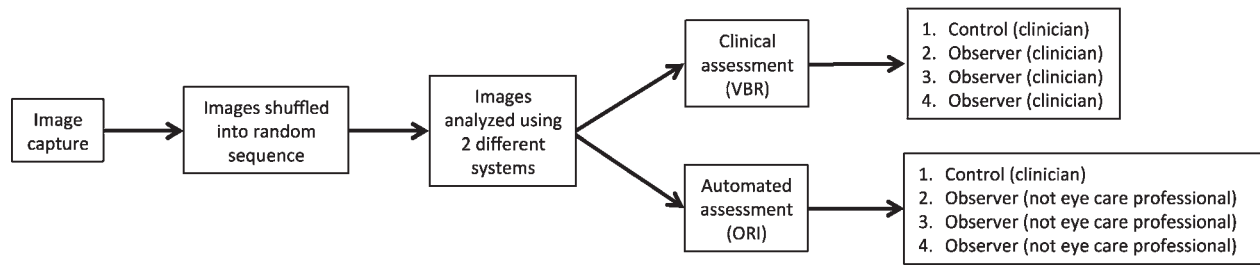 Image
capture
Images shuffled
into random
sequence
Images
analyzed using
2 different
systems
Clinical
assessment
(VBR)
1. Control (clinician)
2. Observer (clinician)
3. Observer (clinician)
4. Observer (clinician)
Automated
assessment
(ORI)
1. Control (clinician)
2. Observer (not eye care professional)
3. Observer (not eye care professional)
4. Observer (not eye care professional)